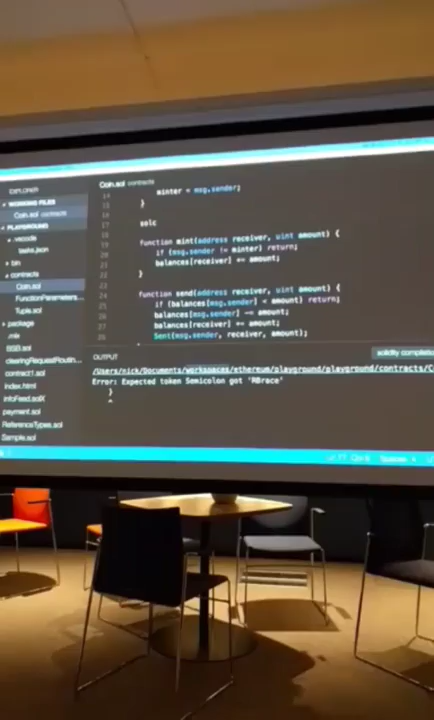 EXPLORER
WORKING FILES
Coin.sol contracts
PLAYGROUND
.vscode
tasks.json
bin
contracts
Coin.sol
FunctionParameters...
Tuple.sol
package
.mix
clearingRequestRoutin...
contract1.sol
index.html
infoFeed.solX
payment.sol
ReferenceTypes.sol
Sample.sol
Coin.sol contracts
14 minter = msg.sender;
15 }
16
17 solc
18
19 function mint(address receiver, uint amount) {
20 if (msg.sender != minter) return;
21 balances[receiver] += amount;
22 }
23
24 function send(address receiver, uint amount) {
25 if (balances[msg.sender] < amount) return;
26 balances[msg.sender] -= amount;
27 balances[receiver] += amount;
28 Sent(msg.sender, receiver, amount);
OUTPUT
solidity compilatio
/Users/nick/Documents/workspaces/ethereum/playground/playground/contracts/C
Error: Expected token Semicolon got 'RBrace'
}
^